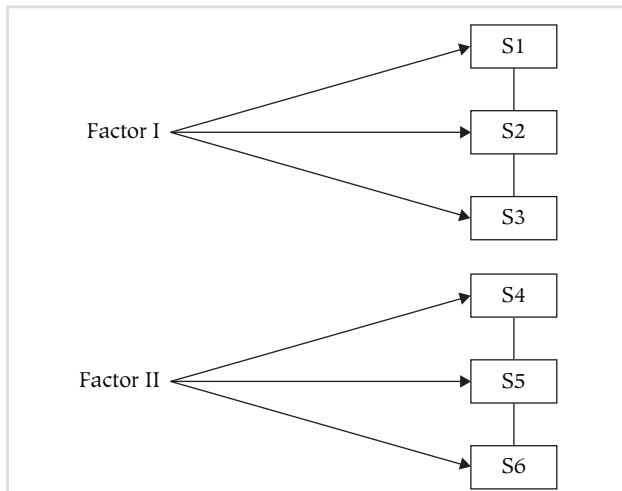 S1
Factor I
S2
S3
S4
Factor II
S5
S6